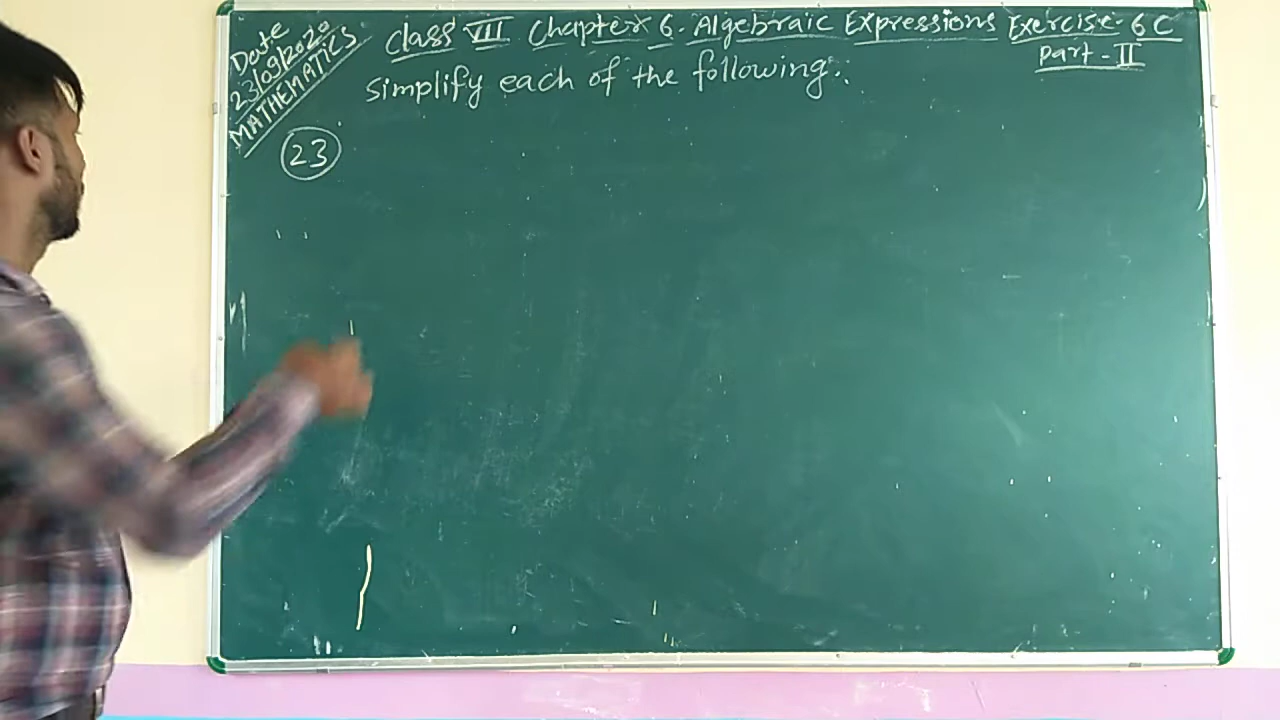 Date
23/09/2020
MATHEMATICS
Class VII Chapter 6. Algebraic Expressions Exercise-6C
Part-II
Simplify each of the following:.
23